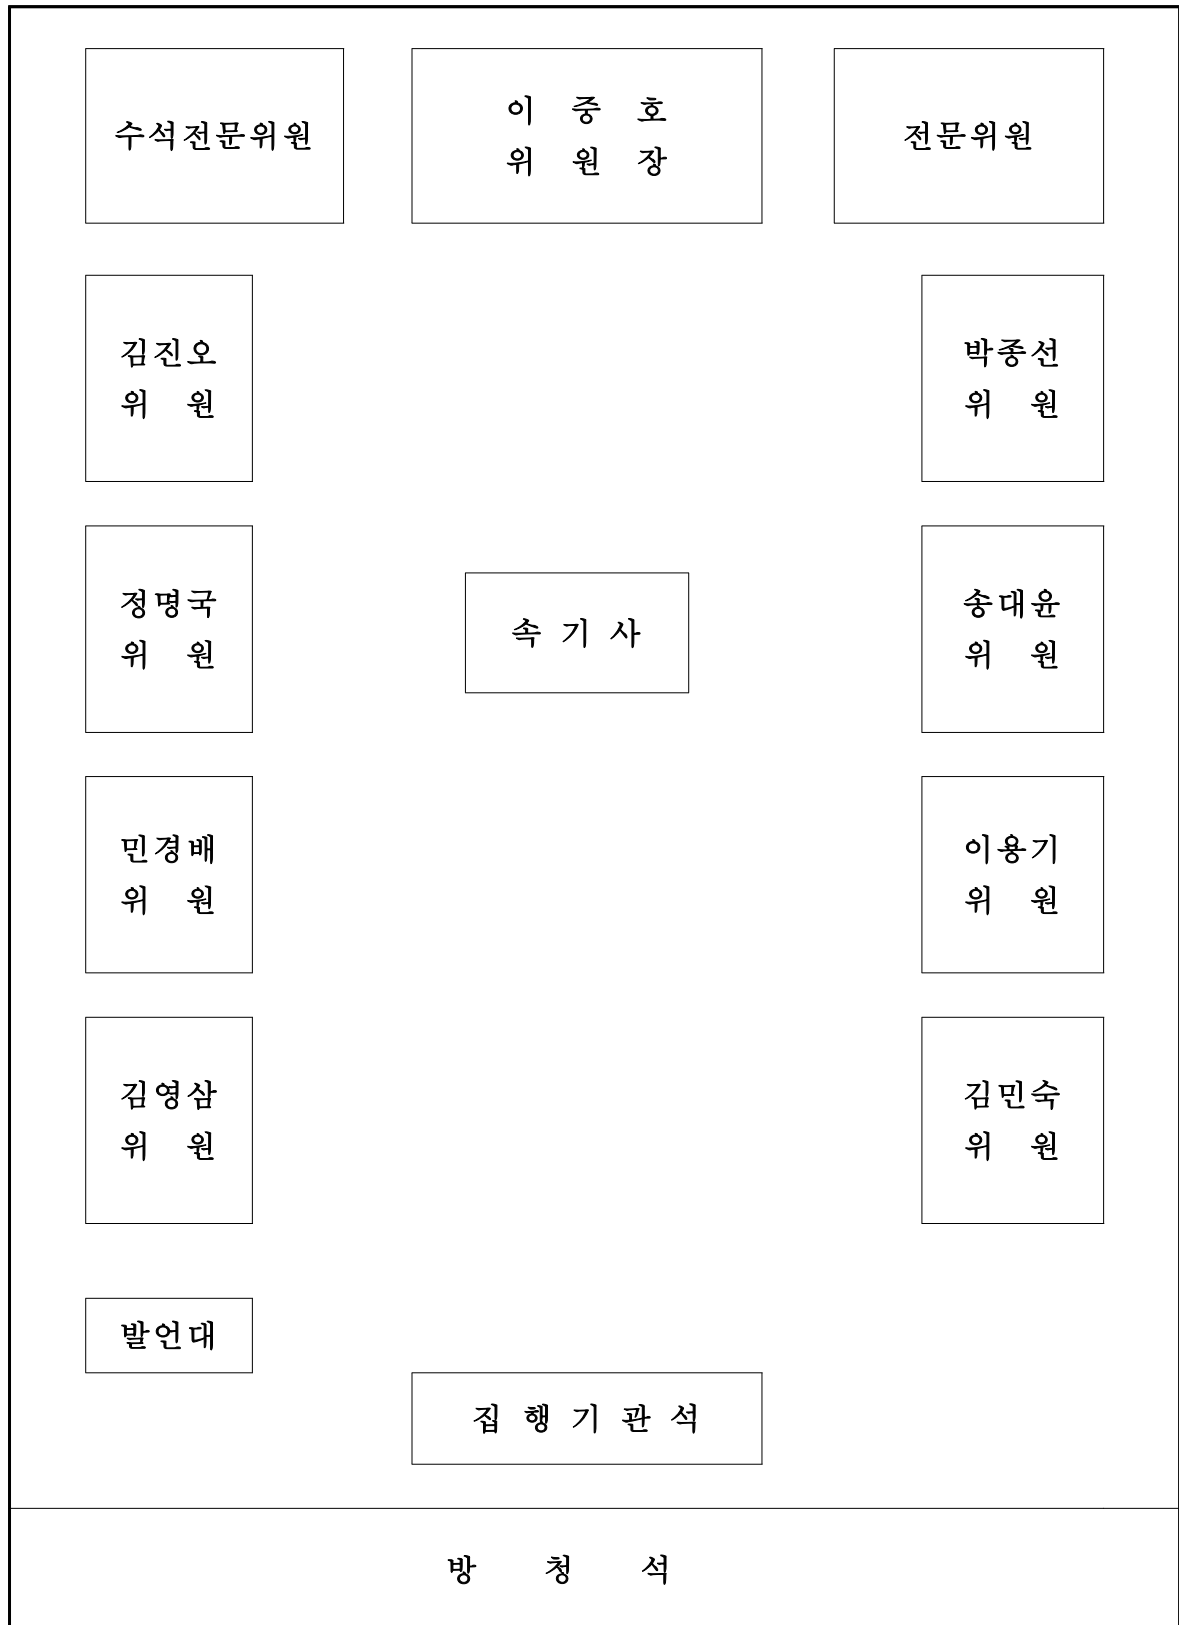 수석전문위원
이 중 호
위 원 장
전문위원
김진오
위 원
박종선
위 원
정명국
위 원
속 기 사
송대윤
위 원
민경배
위 원
이용기
위 원
김영삼
위 원
김민숙
위 원
발언대
집 행 기 관 석
방 청 석